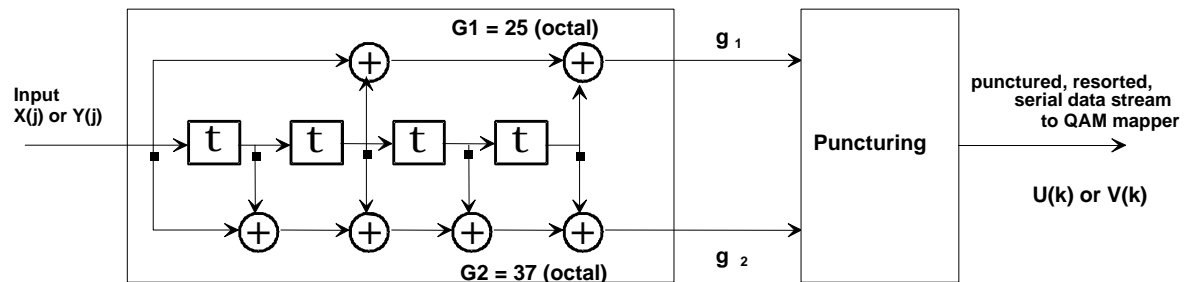 G1 = 25 (octal)
g 1
Input
X(j) or Y(j)
t t t t
Puncturing
punctured, resorted,
serial data stream
to QAM mapper
U(k) or V(k)
G2 = 37 (octal)
g 2